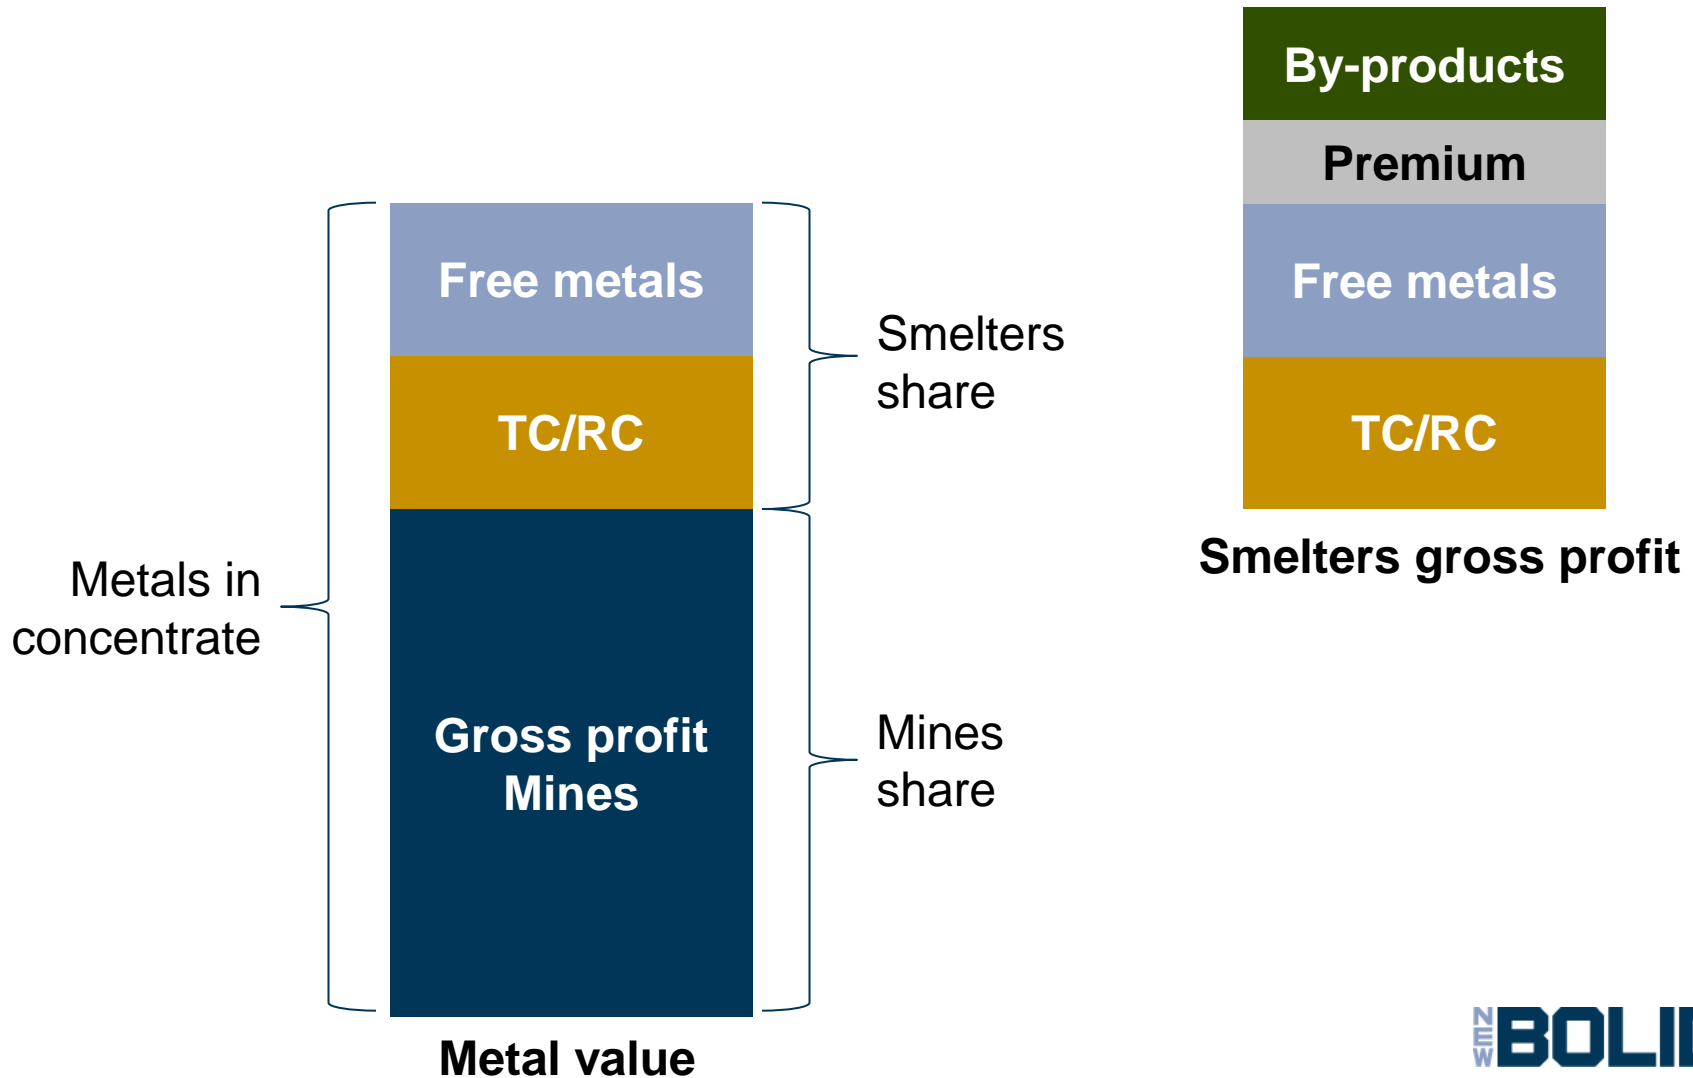 By-products
Premium
Free metals
TC/RC
Smelters gross profit
Free metals
TC/RC
Gross profit
Mines
Metals in
concentrate
Smelters
share
Mines
share
Metal value
NEW